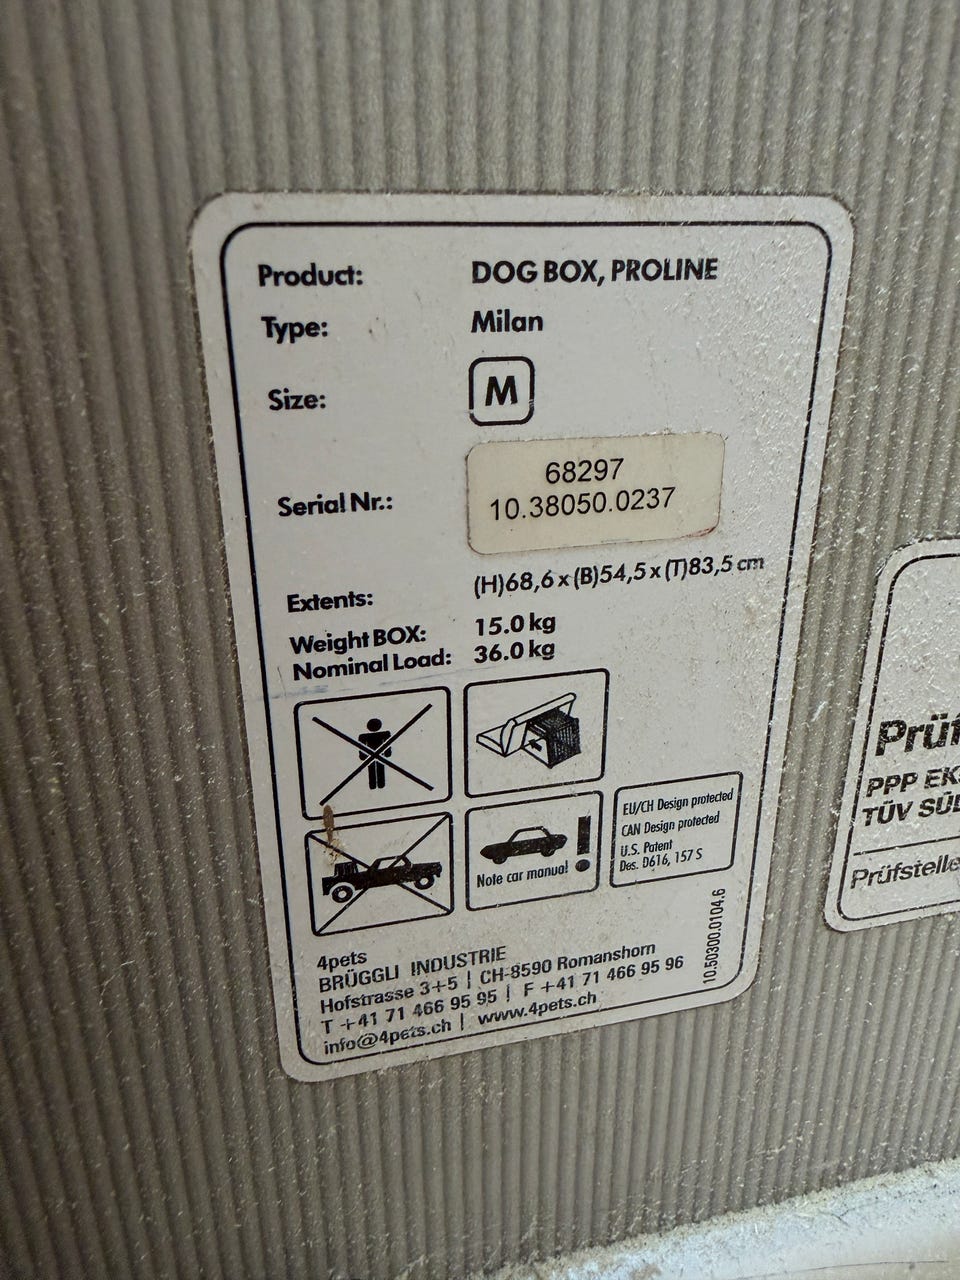 Product: DOG BOX, PROLINE
Type: Milan
Size: M
68297
Serial Nr.: 10.38050.0237
Extents: (H)68,6 x (B)54,5 x (T)83,5 cm
Weight BOX: 15.0 kg
Nominal Load: 36.0 kg
EU/CH Design protected
CAN Design protected
U.S. Patent
Des. D616, 157 S
Note car manual !
4pets
BRÜGGLI INDUSTRIE
Hofstrasse 3+5 | CH-8590 Romanshorn
T +41 71 466 95 95 | F +41 71 466 95 96
info@4pets.ch | www.4pets.ch
10.50300.0104.6
Prüf
PPP EK
TÜV SÜD
Prüfstelle